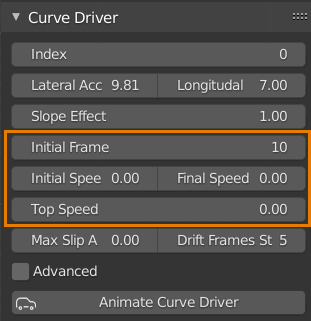 Curve Driver
Index 0
Lateral Acc 9.81 Longitudal 7.00
Slope Effect 1.00
Initial Frame 10
Initial Spee 0.00 Final Speed 0.00
Top Speed 0.00
Max Slip A 0.00 Drift Frames St 5
Advanced
Animate Curve Driver